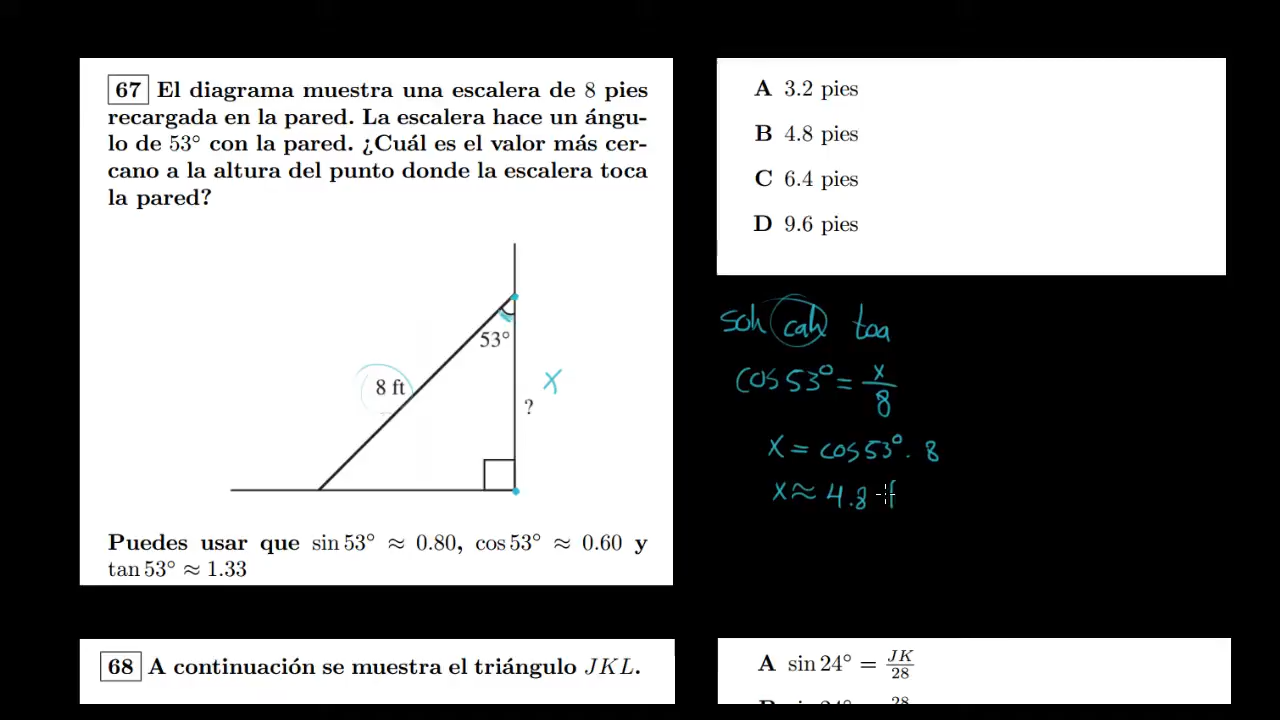 67 El diagrama muestra una escalera de 8 pies
recargada en la pared. La escalera hace un ángu-
lo de 53° con la pared. ¿Cuál es el valor más cer-
cano a la altura del punto donde la escalera toca
la pared?
53°
8 ft
x
?
Puedes usar que sin 53° ≈ 0.80, cos 53° ≈ 0.60 y
tan 53° ≈ 1.33
A 3.2 pies
B 4.8 pies
C 6.4 pies
D 9.6 pies
soh cah toa
cos 53° = x/8
x = cos 53° · 8
x ≈ 4.8 f
68 A continuación se muestra el triángulo JKL.
A sin 24° = JK/28